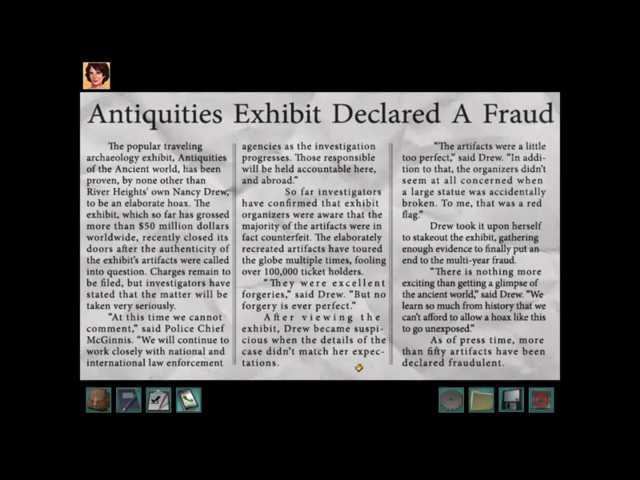 Antiquities Exhibit Declared A Fraud
The popular traveling
archaeology exhibit, Antiquities
of the Ancient world, has been
proven, by none other than
River Heights' own Nancy Drew,
to be an elaborate hoax. The
exhibit, which so far has grossed
more than $50 million dollars
worldwide, recently closed its
doors after the authenticity of
the exhibit's artifacts were called
into question. Charges remain to
be filed, but investigators have
stated that the matter will be
taken very seriously.
"At this time we cannot
comment," said Police Chief
McGinnis. "We will continue to
work closely with national and
international law enforcement
agencies as the investigation
progresses. Those responsible
will be held accountable here,
and abroad."
So far investigators
have confirmed that exhibit
organizers were aware that the
majority of the artifacts were in
fact counterfeit. The elaborately
recreated artifacts have toured
the globe multiple times, fooling
over 100,000 ticket holders.
"They were excellent
forgeries," said Drew. "But no
forgery is ever perfect."
After viewing the
exhibit, Drew became suspi-
cious when the details of the
case didn't match her expec-
tations.
"The artifacts were a little
too perfect," said Drew. "In addi-
tion to that, the organizers didn't
seem at all concerned when
a large statue was accidentally
broken. To me, that was a red
flag."
Drew took it upon herself
to stakeout the exhibit, gathering
enough evidence to finally put an
end to the multi-year fraud.
"There is nothing more
exciting than getting a glimpse of
the ancient world," said Drew. "We
learn so much from history that we
can't afford to allow a hoax like this
to go unexposed."
As of press time, more
than fifty artifacts have been
declared fraudulent.